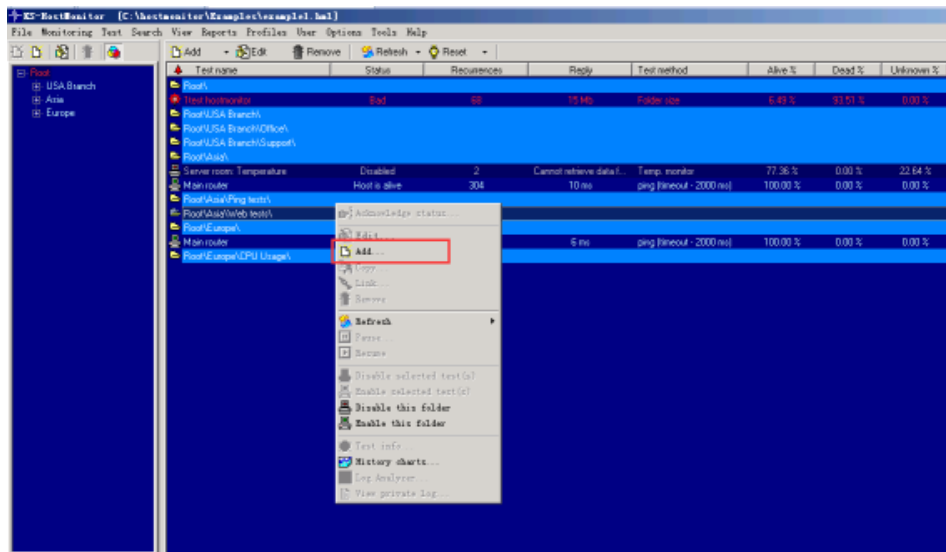 KS-HostMonitor [C:\hostmonitor\Examples\example1.hml]
File Monitoring Test Search View Reports Profiles User Options Tools Help
Add Edit Remove Refresh Reset
Root
USA Branch
Asia
Europe
Test name Status Recurrences Reply Test method Alive % Dead % Unknown %
Root\
1test hostmonitor Bad 68 15 Mb Folder size 6.49 % 93.51 % 0.00 %
Root\USA Branch\
Root\USA Branch\Office\
Root\USA Branch\Support\
Root\Asia\
Server room: Temperature Disabled 2 Cannot retrieve data f... Temp. monitor 77.36 % 0.00 % 22.64 %
Main router Host is alive 304 10 ms ping (timeout - 2000 ms) 100.00 % 0.00 % 0.00 %
Root\Asia\Ping tests\
Root\Asia\Web tests\
Root\Europe\
Main router 6 ms ping (timeout - 2000 ms) 100.00 % 0.00 % 0.00 %
Root\Europe\CPU Usage\
Acknowledge status...
Edit...
Add...
Copy...
Link...
Remove
Refresh
Pause...
Resume
Disable selected test(s)
Enable selected test(s)
Disable this folder
Enable this folder
Test info...
History charts...
Log Analyzer...
View private log...